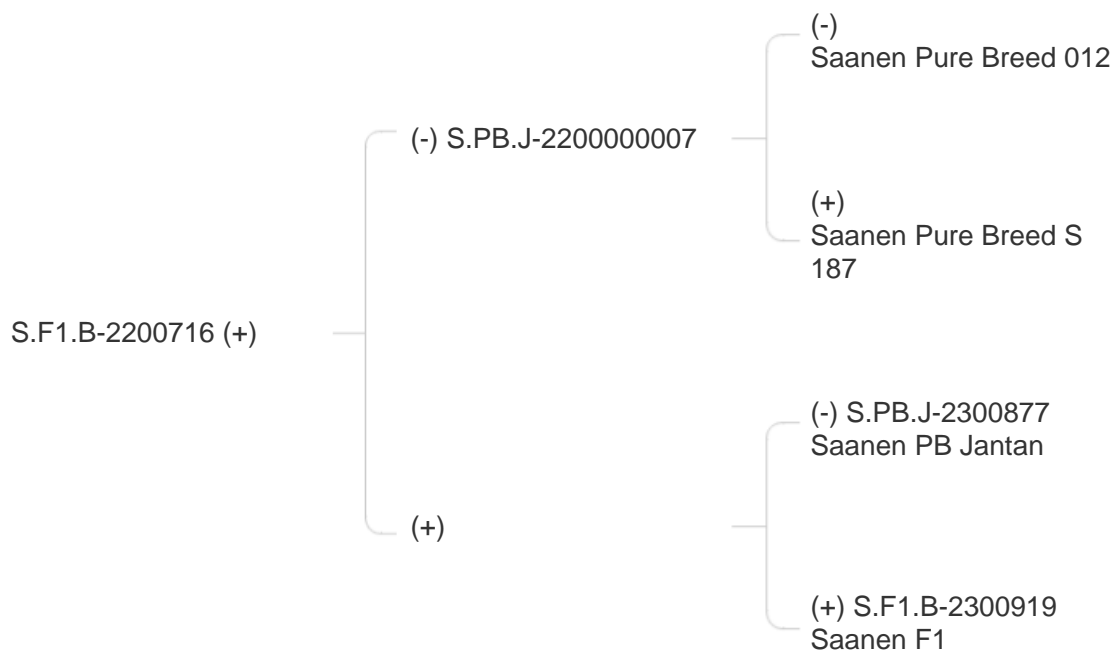 (-)
Saanen Pure Breed 012
(-) S.PB.J-2200000007
(+)
Saanen Pure Breed S
187
S.F1.B-2200716 (+)
(-) S.PB.J-2300877
Saanen PB Jantan
(+)
(+) S.F1.B-2300919
Saanen F1